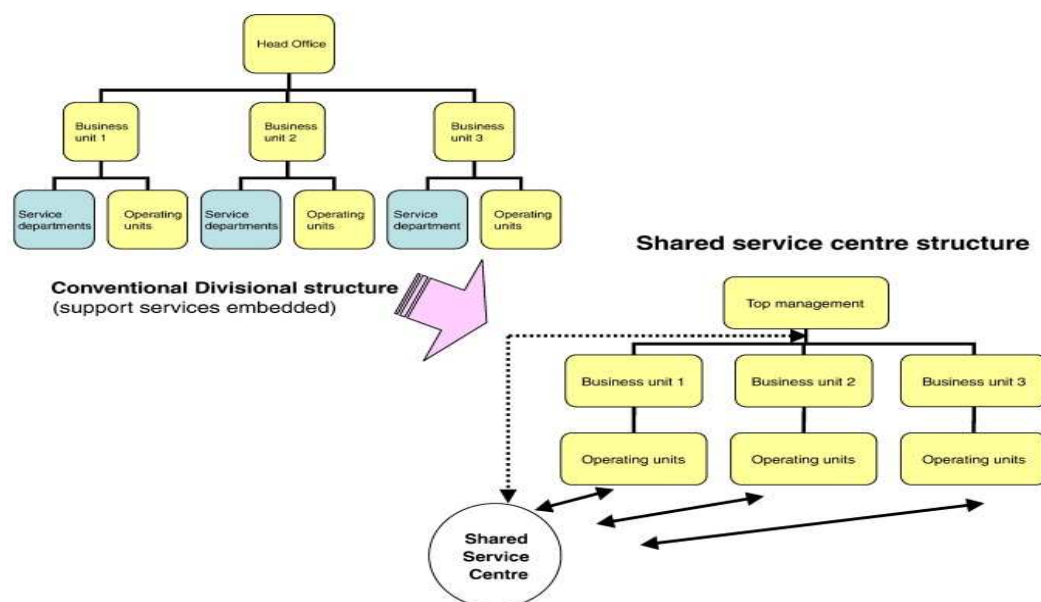 Head Office
Business
unit 1
Business
unit 2
Business
unit 3
Service
departments
Operating
units
Service
departments
Operating
units
Service
department
Operating
units
Conventional Divisional structure
(support services embedded)
Shared service centre structure
Top management
Business unit 1
Business unit 2
Business unit 3
Operating units
Operating units
Operating units
Shared
Service
Centre